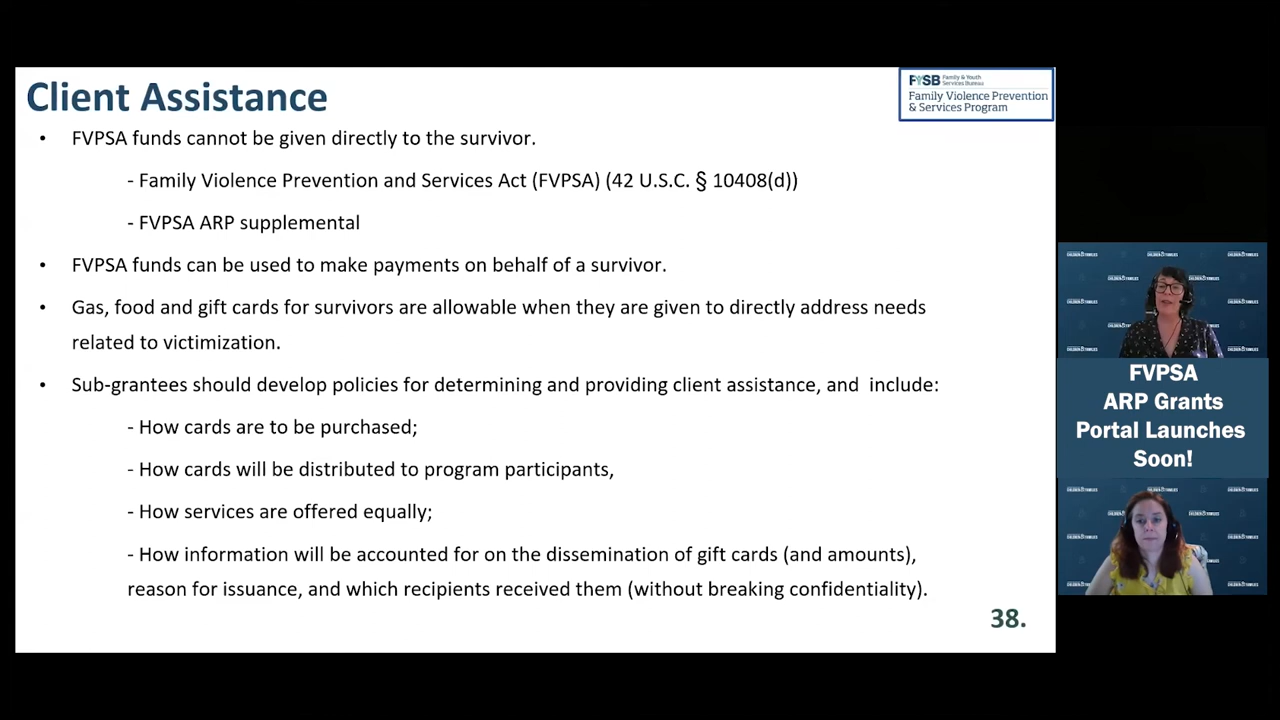 Client Assistance
FYSB Family & Youth
Services Bureau
Family Violence Prevention
& Services Program
• FVPSA funds cannot be given directly to the survivor.
- Family Violence Prevention and Services Act (FVPSA) (42 U.S.C. § 10408(d))
- FVPSA ARP supplemental
• FVPSA funds can be used to make payments on behalf of a survivor.
• Gas, food and gift cards for survivors are allowable when they are given to directly address needs
related to victimization.
• Sub-grantees should develop policies for determining and providing client assistance, and  include:
- How cards are to be purchased;
- How cards will be distributed to program participants,
- How services are offered equally;
- How information will be accounted for on the dissemination of gift cards (and amounts),
reason for issuance, and which recipients received them (without breaking confidentiality).
38.
FVPSA
ARP Grants
Portal Launches
Soon!